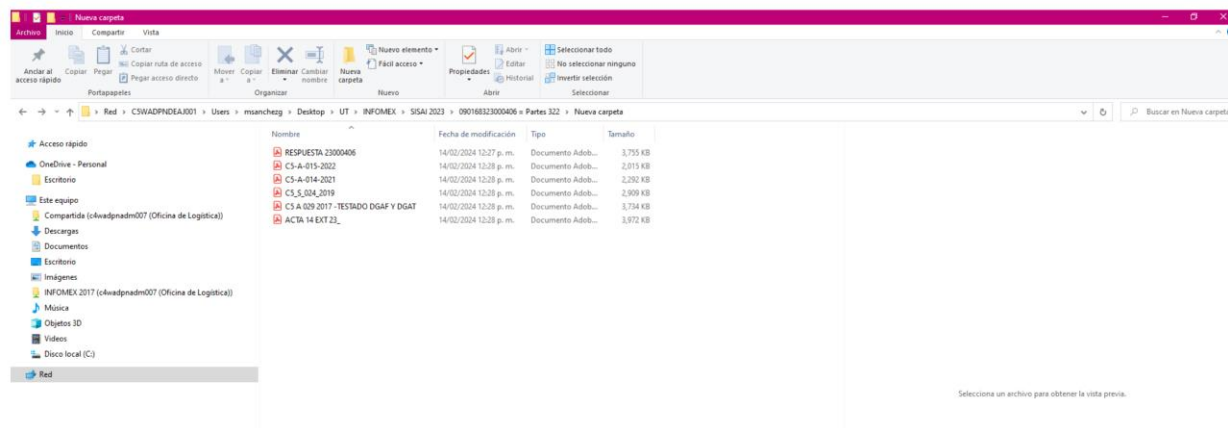 Nueva carpeta
Archivo Inicio Compartir Vista
Anclar al acceso rápido
Copiar
Pegar
Cortar
Copiar ruta de acceso
Pegar acceso directo
Portapapeles
Mover a
Copiar a
Eliminar
Cambiar nombre
Organizar
Nueva carpeta
Nuevo elemento
Fácil acceso
Nuevo
Propiedades
Abrir
Editar
Historial
Abrir
Seleccionar todo
No seleccionar ninguno
Invertir selección
Seleccionar
Red › C5WADPNDEAJ001 › Users › msanchezg › Desktop › UT › INFOMEX › SISAI 2023 › 090168323000406 = Partes 322 › Nueva carpeta
Buscar en Nueva carpeta
Acceso rápido
OneDrive - Personal
Escritorio
Este equipo
Compartida (c4wadpnadm007 (Oficina de Logística))
Descargas
Documentos
Escritorio
Imágenes
INFOMEX 2017 (c4wadpnadm007 (Oficina de Logística))
Música
Objetos 3D
Videos
Disco local (C:)
Red
Nombre Fecha de modificación Tipo Tamaño
RESPUESTA 23000406 14/02/2024 12:27 p. m. Documento Adob... 3,755 KB
C5-A-015-2022 14/02/2024 12:28 p. m. Documento Adob... 2,015 KB
C5-A-014-2021 14/02/2024 12:28 p. m. Documento Adob... 2,292 KB
C5_S_024_2019 14/02/2024 12:28 p. m. Documento Adob... 2,909 KB
C5 A 029 2017 -TESTADO DGAF Y DGAT 14/02/2024 12:28 p. m. Documento Adob... 3,734 KB
ACTA 14 EXT 23_ 14/02/2024 12:28 p. m. Documento Adob... 3,972 KB
Selecciona un archivo para obtener la vista previa.